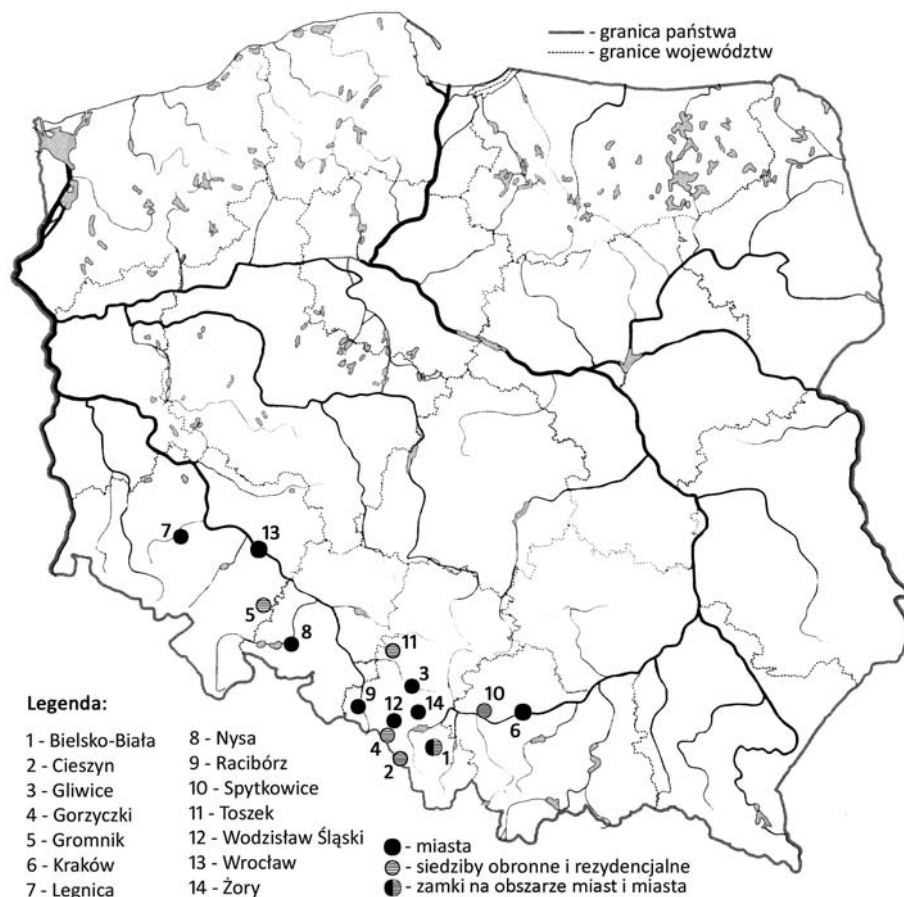 - granica państwa
- granice województw
7
13
5
8
11
3
9
12
14
10
6
4
2
1
Legenda:
1 - Bielsko-Biała
2 - Cieszyn
3 - Gliwice
4 - Gorzyczki
5 - Gromnik
6 - Kraków
7 - Legnica
8 - Nysa
9 - Racibórz
10 - Spytkowice
11 - Toszek
12 - Wodzisław Śląski
13 - Wrocław
14 - Żory
- miasta
- siedziby obronne i rezydencjalne
- zamki na obszarze miast i miasta